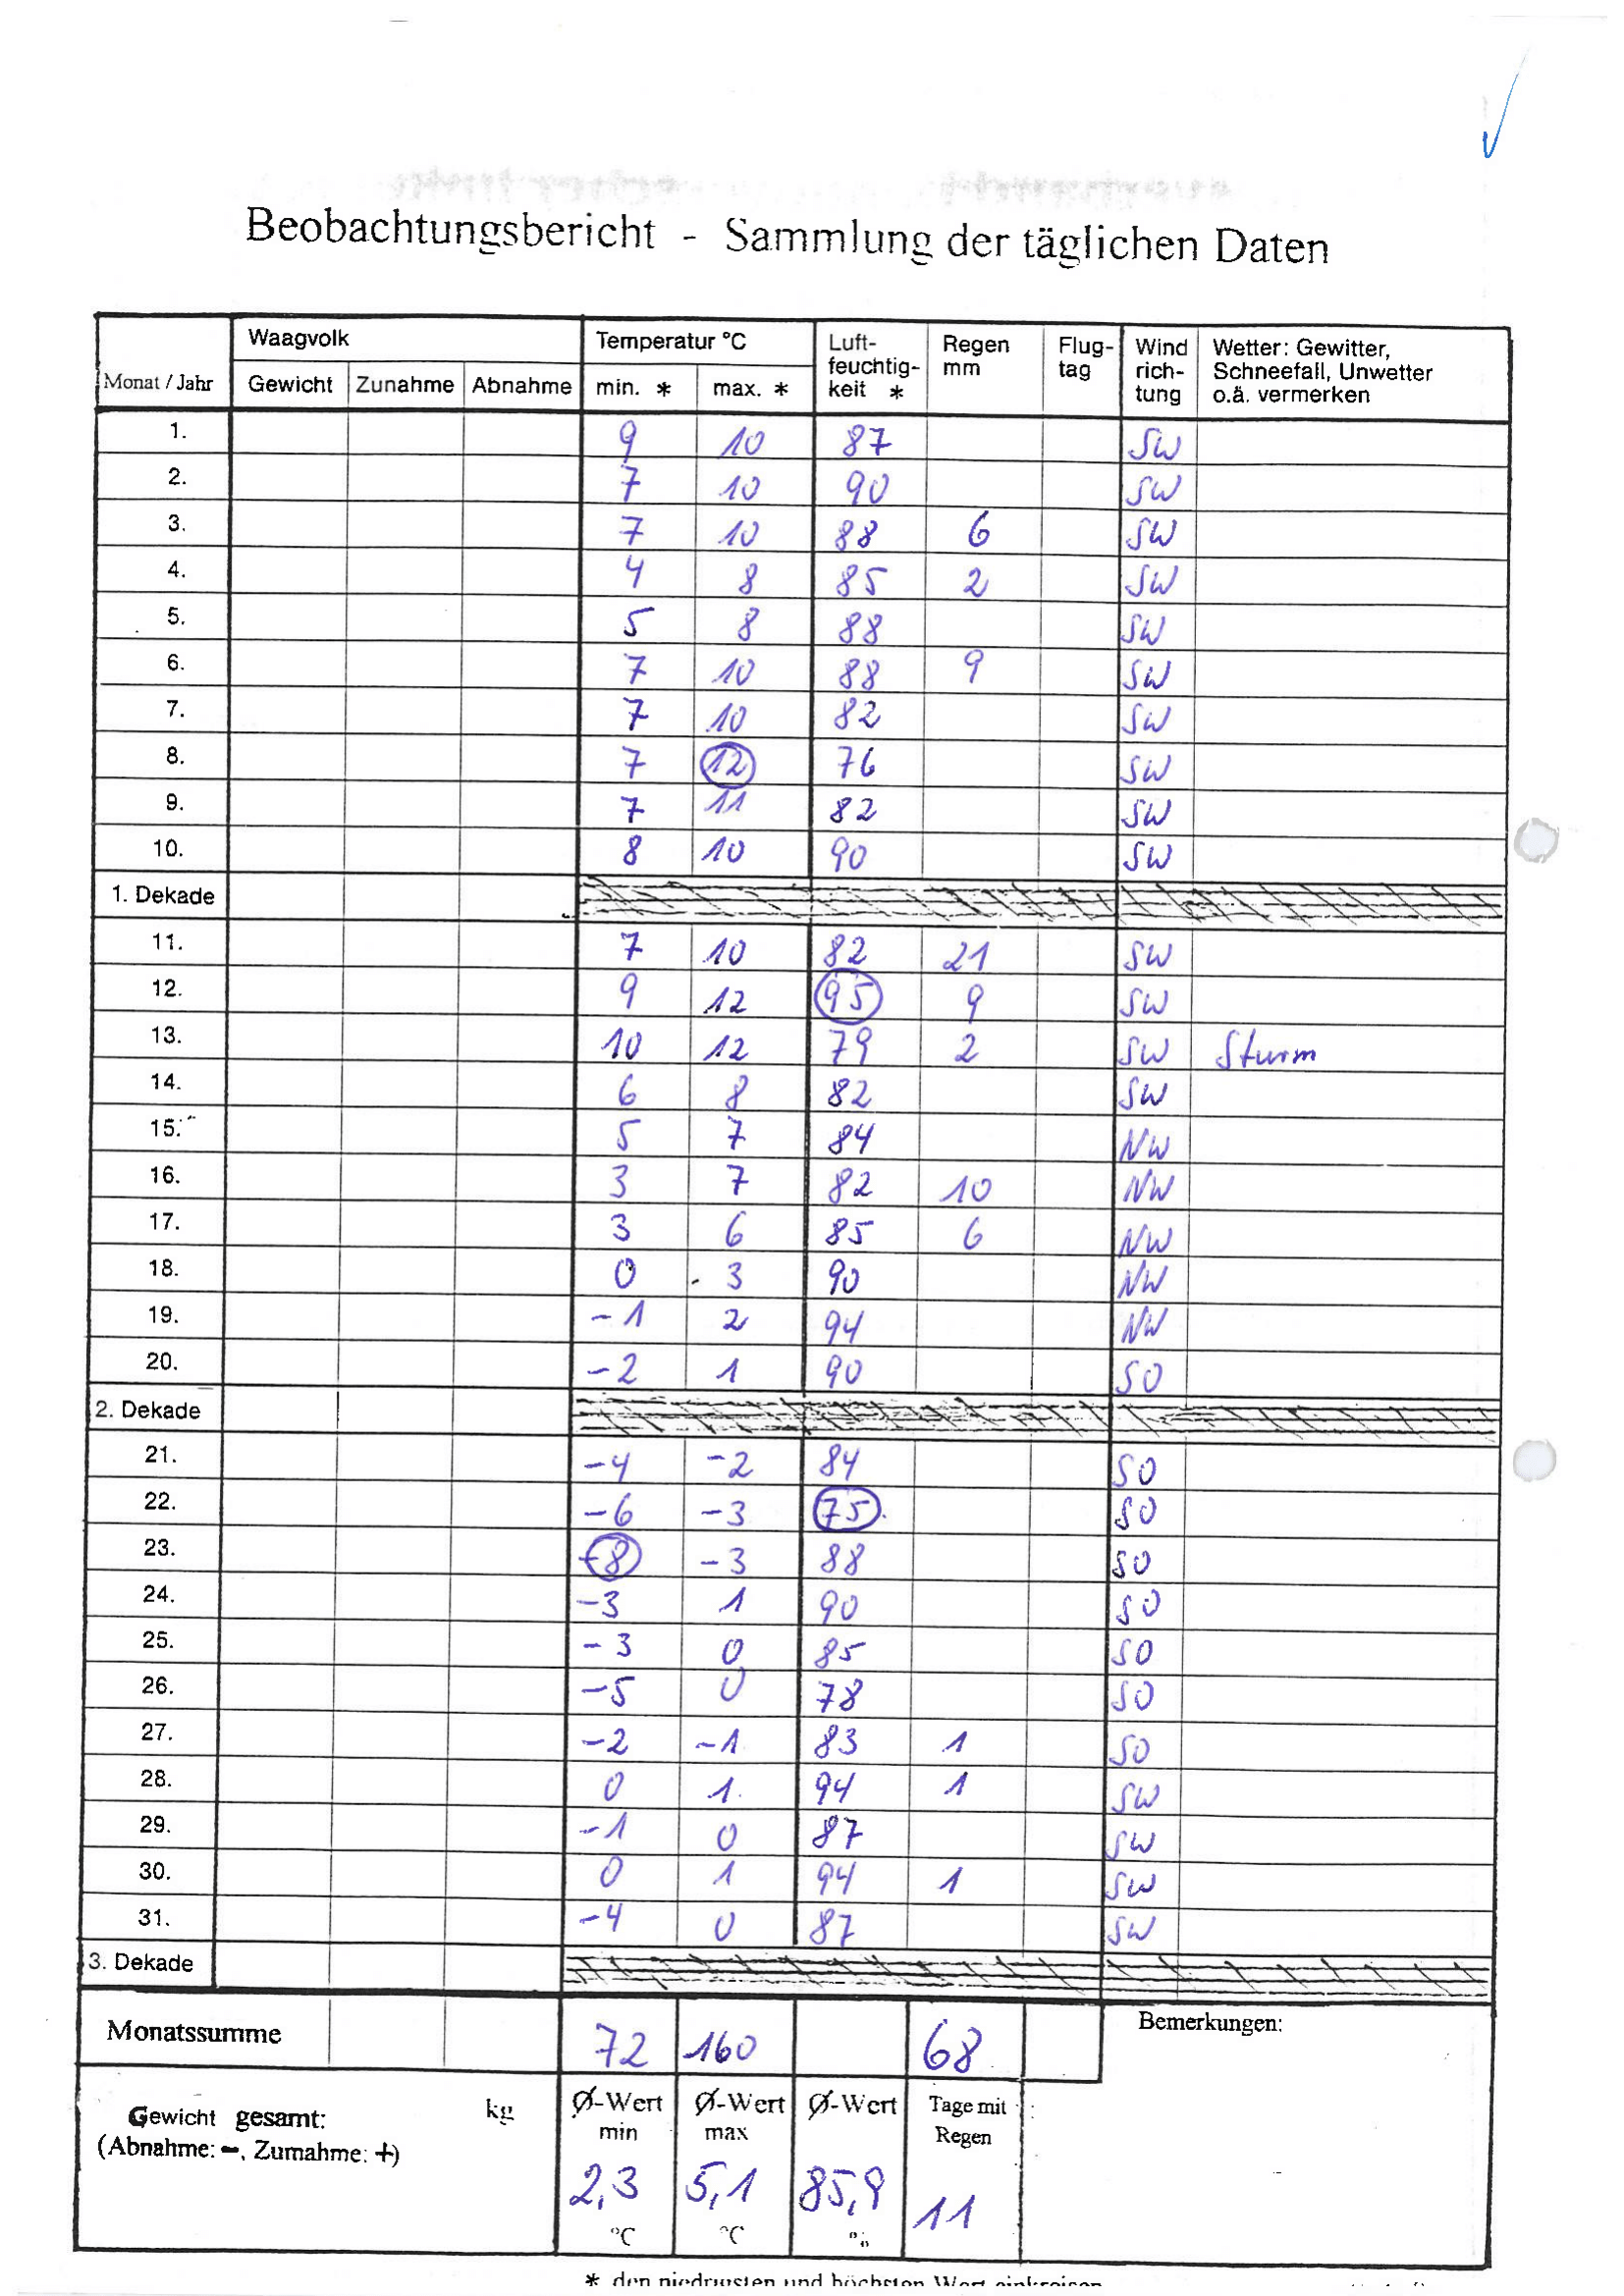 Beobachtungsbericht - Sammlung der täglichen Daten
Monat / Jahr Waagvolk Temperatur °C Luft-feuchtig-keit * Regen mm Flug-tag Wind rich-tung Wetter: Gewitter, Schneefall, Unwetter o.ä. vermerken
Gewicht Zunahme Abnahme min. * max. *
1. 9 10 87 SW
2. 7 10 90 SW
3. 7 10 88 6 SW
4. 4 8 85 2 SW
5. 5 8 88 SW
6. 7 10 88 9 SW
7. 7 10 82 SW
8. 7 12 76 SW
9. 7 11 82 SW
10. 8 10 90 SW
1. Dekade
11. 7 10 82 21 SW
12. 9 12 95 9 SW
13. 10 12 79 2 SW Sturm
14. 6 8 82 SW
15. 5 7 84 NW
16. 3 7 82 10 NW
17. 3 6 85 6 NW
18. 0 3 90 NW
19. -1 2 94 NW
20. -2 1 90 SO
2. Dekade
21. -4 -2 84 SO
22. -6 -3 75 SO
23. -8 -3 88 SO
24. -3 1 90 SO
25. -3 0 85 SO
26. -5 0 78 SO
27. -2 -1 83 1 SO
28. 0 1 94 1 SW
29. -1 0 87 SW
30. 0 1 94 1 SW
31. -4 0 87 SW
3. Dekade
Monatssumme 72 160 68 Bemerkungen:
Gewicht gesamt: kg Ø-Wert min Ø-Wert max Ø-Wert Tage mit Regen
(Abnahme: -, Zumahme: +)
2,3 5,1 85,9 11
°C °C %
* den niedrigsten und höchsten Wert einkreisen